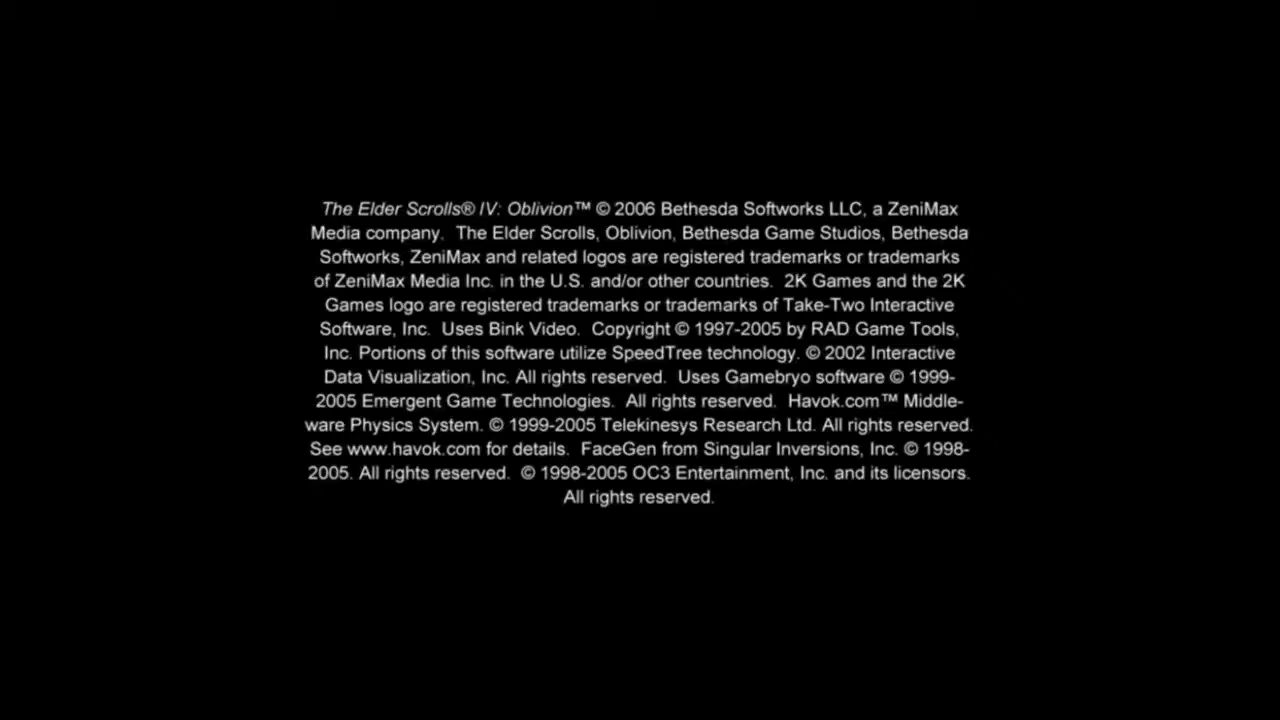 The Elder Scrolls® IV: Oblivion™ © 2006 Bethesda Softworks LLC, a ZeniMax
Media company.  The Elder Scrolls, Oblivion, Bethesda Game Studios, Bethesda
Softworks, ZeniMax and related logos are registered trademarks or trademarks
of ZeniMax Media Inc. in the U.S. and/or other countries.  2K Games and the 2K
Games logo are registered trademarks or trademarks of Take-Two Interactive
Software, Inc.  Uses Bink Video.  Copyright © 1997-2005 by RAD Game Tools,
Inc. Portions of this software utilize SpeedTree technology. © 2002 Interactive
Data Visualization, Inc. All rights reserved.  Uses Gamebryo software © 1999-
2005 Emergent Game Technologies.  All rights reserved.  Havok.com™ Middle-
ware Physics System. © 1999-2005 Telekinesys Research Ltd. All rights reserved.
See www.havok.com for details.  FaceGen from Singular Inversions, Inc. © 1998-
2005. All rights reserved.  © 1998-2005 OC3 Entertainment, Inc. and its licensors.
All rights reserved.